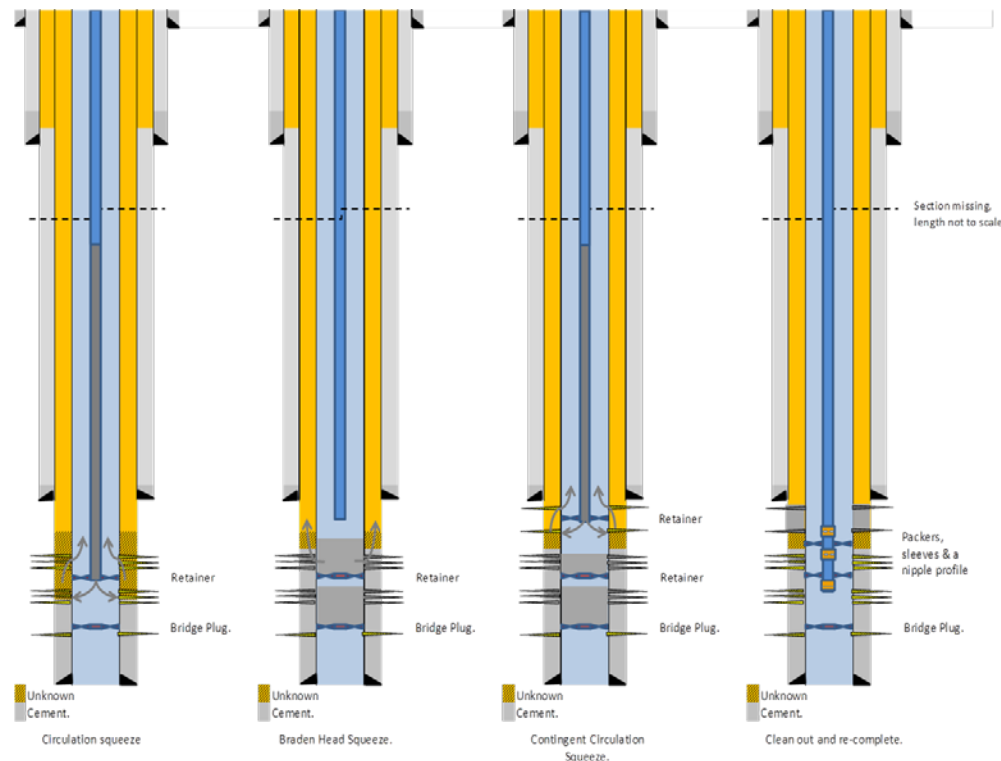 Section missing,
length not to scale
Retainer
Bridge Plug.
Unknown
Cement.
Circulation squeeze
Retainer
Bridge Plug.
Unknown
Cement.
Braden Head Squeeze.
Retainer
Retainer
Bridge Plug.
Unknown
Cement.
Contingent Circulation
Squeeze.
Packers,
sleeves & a
nipple profile
Bridge Plug.
Unknown
Cement.
Clean out and re-complete.